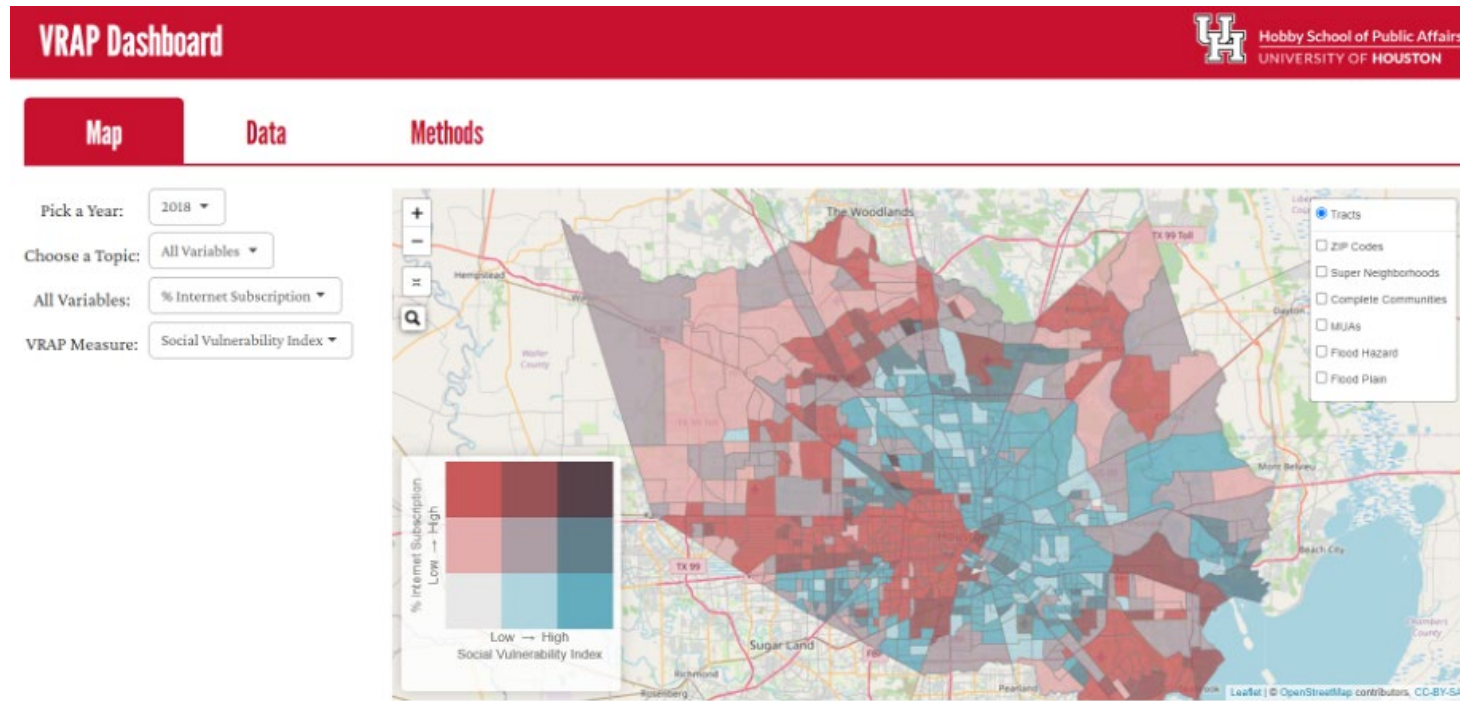 VRAP Dashboard
Hobby School of Public Affairs
UNIVERSITY OF HOUSTON
Map
Data
Methods
Pick a Year:
2018
Choose a Topic:
All Variables
All Variables:
% Internet Subscription
VRAP Measure:
Social Vulnerability Index
+
−
The Woodlands
TX 99 Toll
Hempstead
Waller
County
Dayton
Mont Belvieu
Beach City
Chambers
County
TX 99
Sugar Land
FBP
Richmond
Rosenberg
Pearland
Tracts
ZIP Codes
Super Neighborhoods
Complete Communities
MUAs
Flood Hazard
Flood Plain
% Internet Subscription
Low → High
Low → High
Social Vulnerability Index
Leaflet | © OpenStreetMap contributors, CC-BY-SA